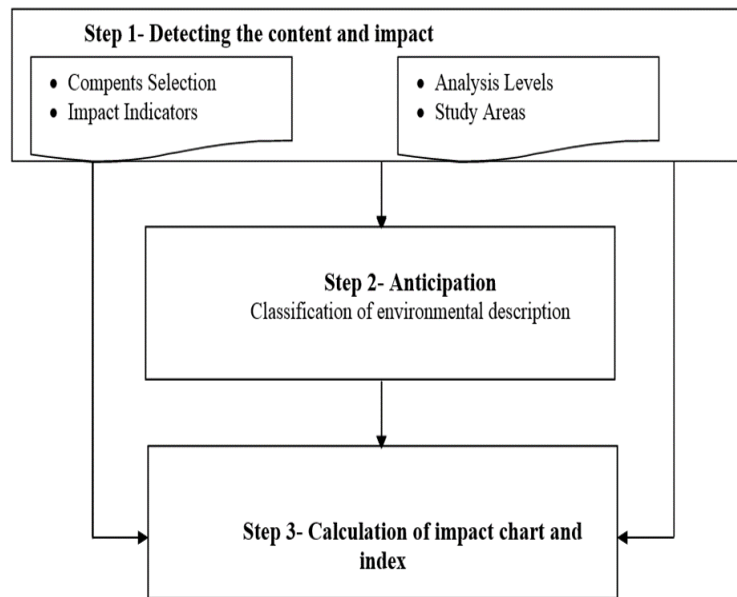 Step 1- Detecting the content and impact
• Compents Selection
• Impact Indicators
• Analysis Levels
• Study Areas
Step 2- Anticipation
Classification of environmental description
Step 3- Calculation of impact chart and
index